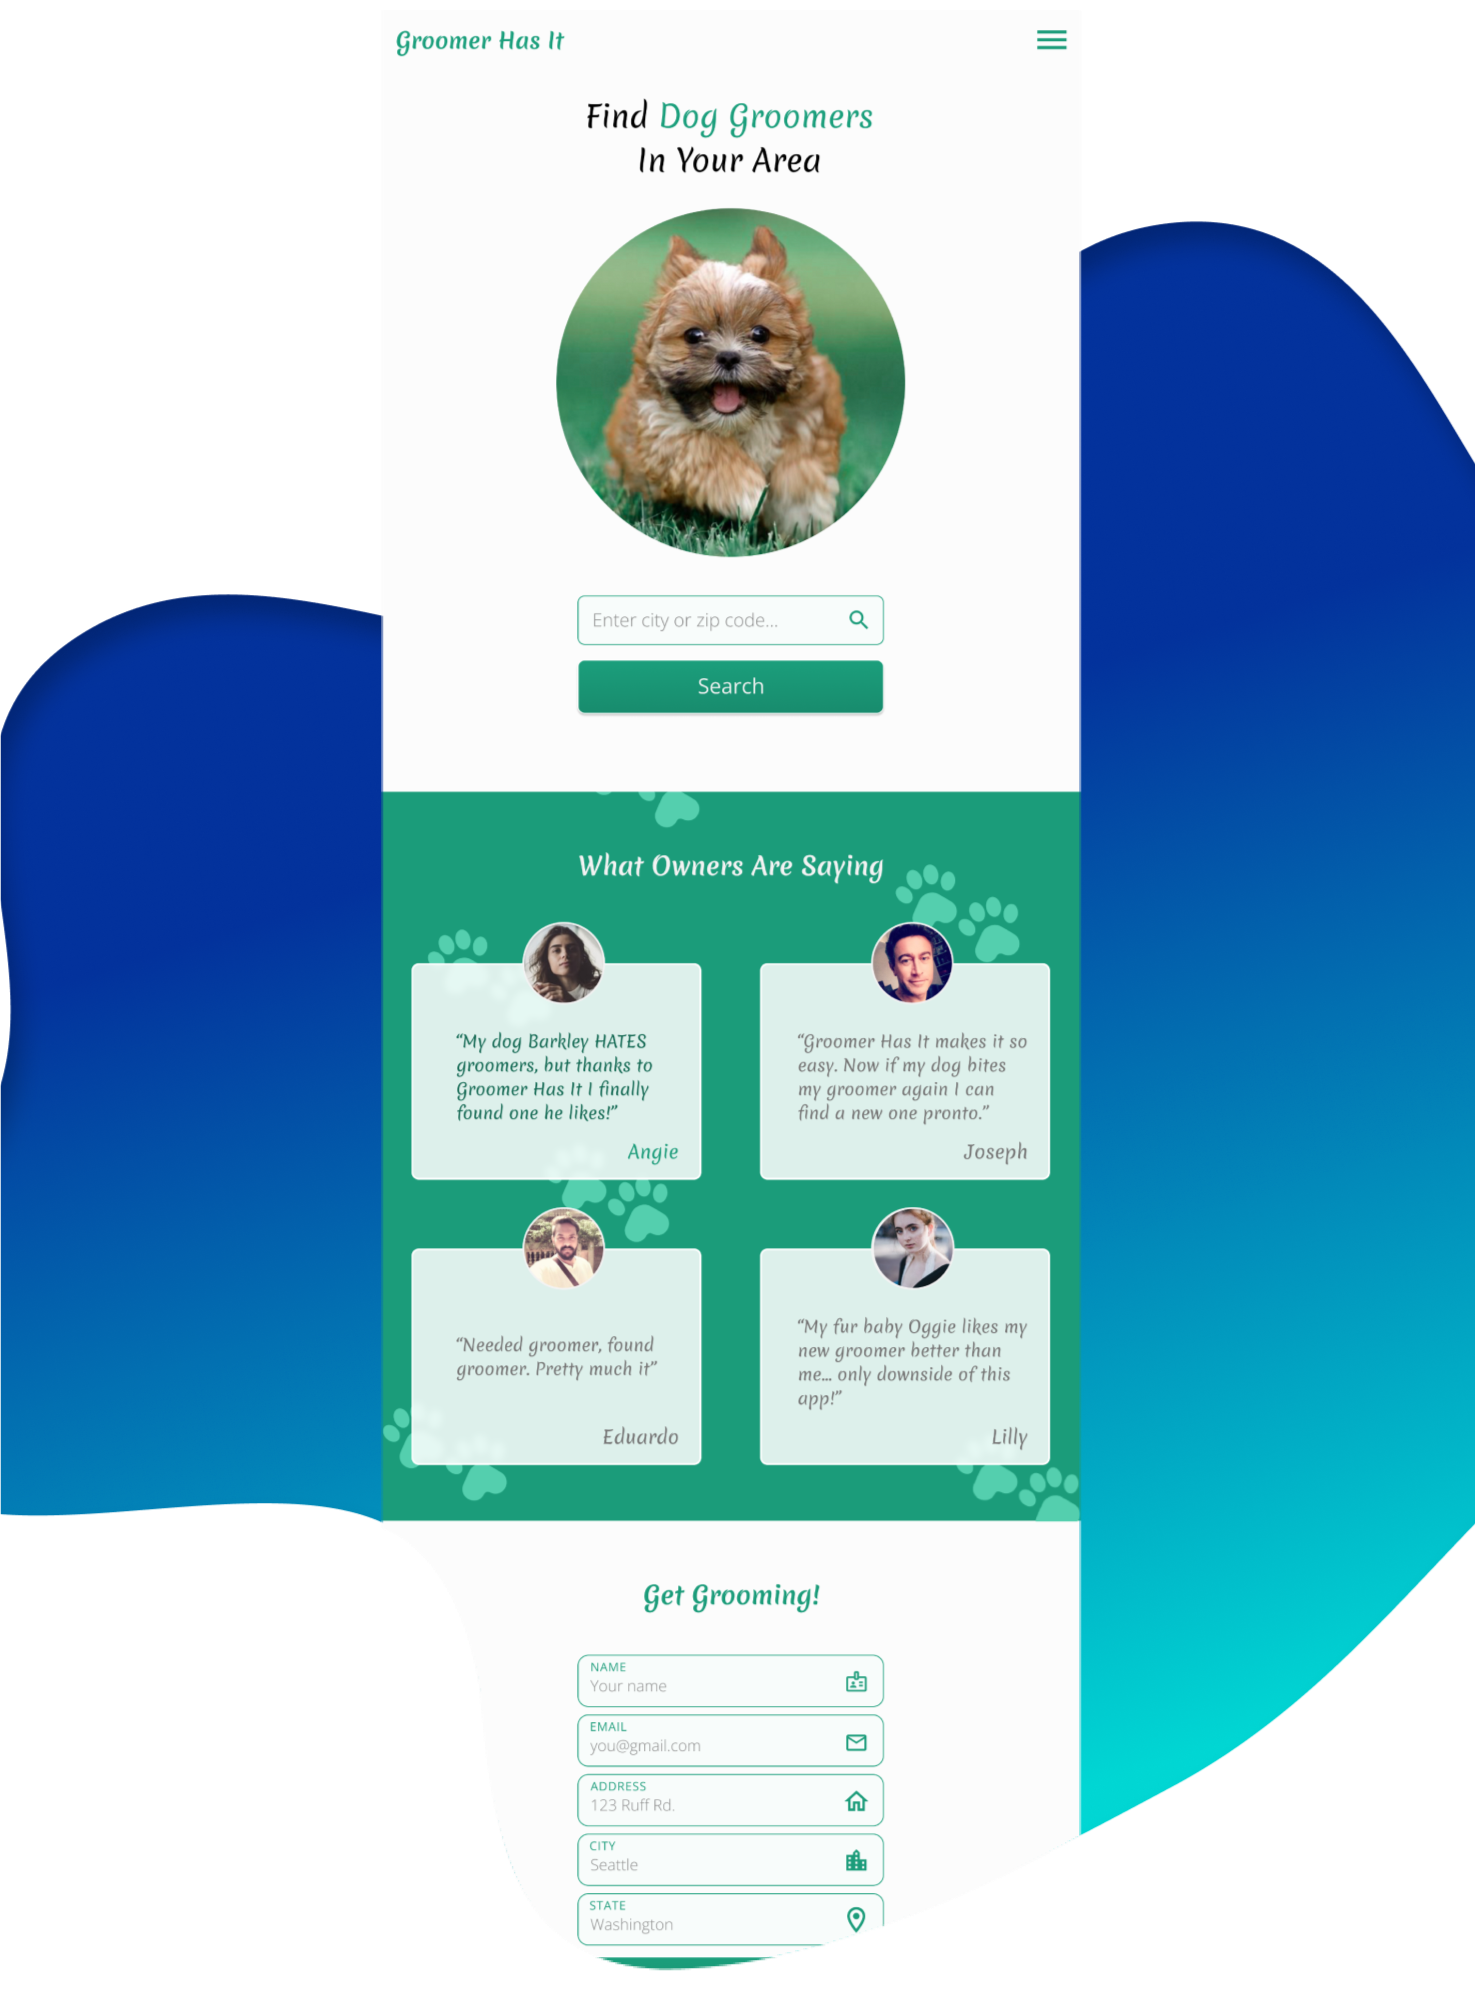 Groomer Has It
Find Dog Groomers
In Your Area
Enter city or zip code...
Search
What Owners Are Saying
“My dog Barkley HATES
groomers, but thanks to
Groomer Has It I finally
found one he likes!”
Angie
“Groomer Has It makes it so
easy. Now if my dog bites
my groomer again I can
find a new one pronto.”
Joseph
“Needed groomer, found
groomer. Pretty much it”
Eduardo
“My fur baby Oggie likes my
new groomer better than
me... only downside of this
app!”
Lilly
Get Grooming!
NAME
Your name
EMAIL
you@gmail.com
ADDRESS
123 Ruff Rd.
CITY
Seattle
STATE
Washington